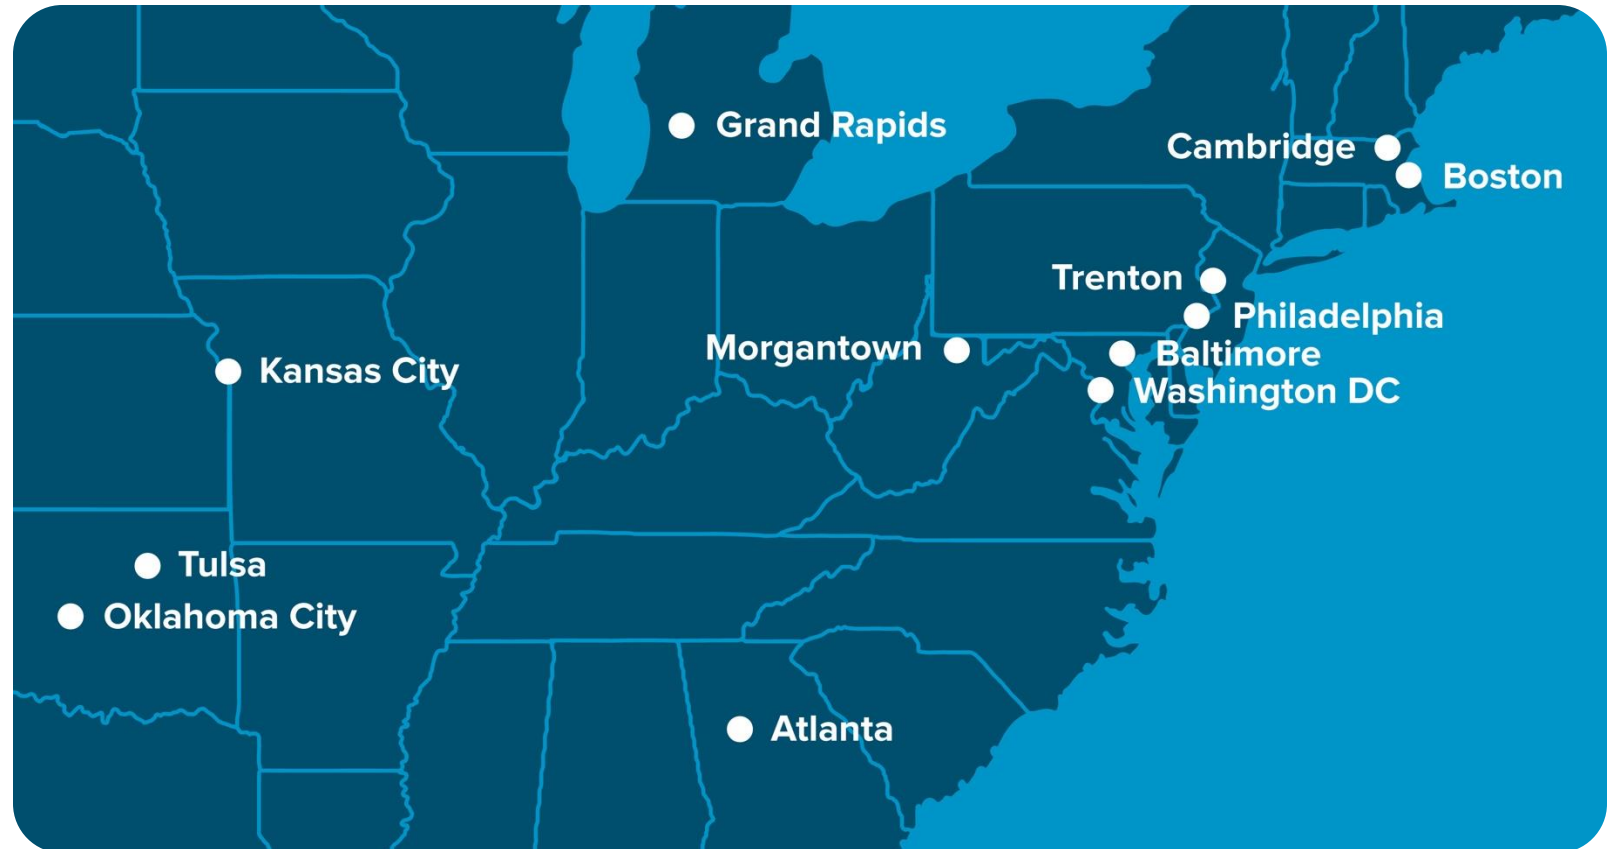 Grand Rapids
Cambridge
Boston
Trenton
Philadelphia
Morgantown
Baltimore
Kansas City
Washington DC
Tulsa
Oklahoma City
Atlanta